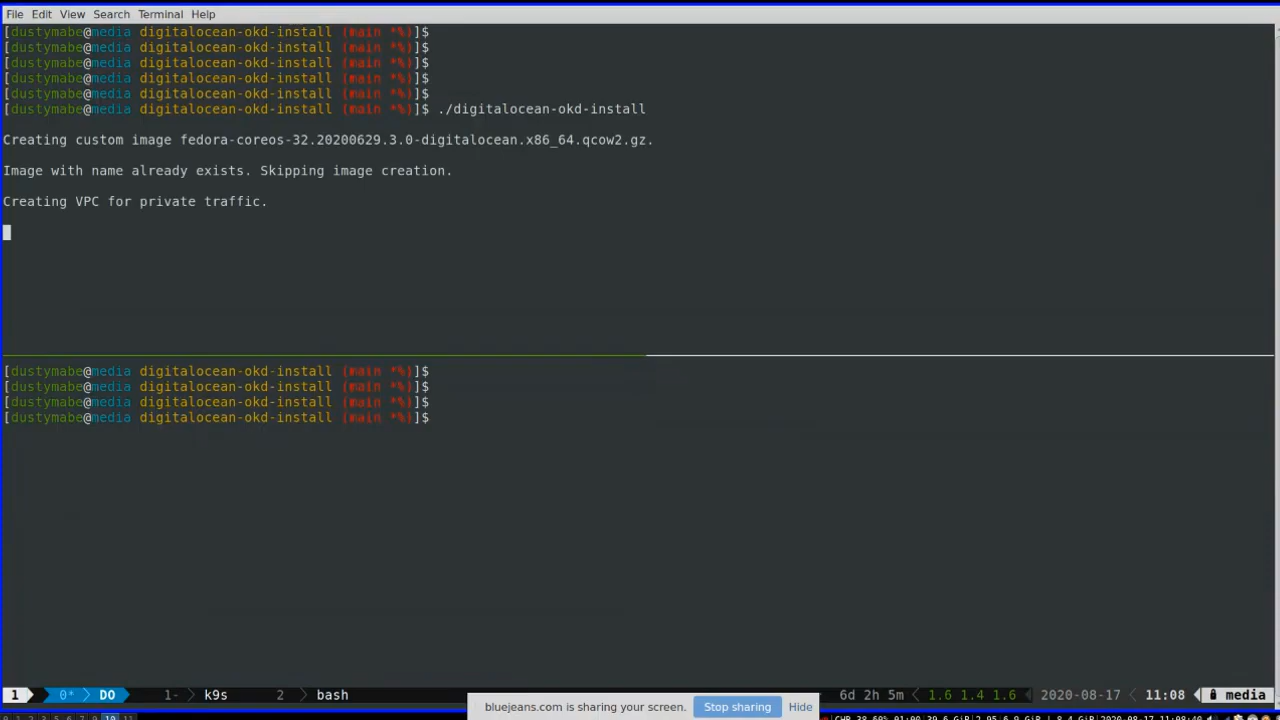 File Edit View Search Terminal Help
[dustymabe@media digitalocean-okd-install (main *%)]$
[dustymabe@media digitalocean-okd-install (main *%)]$
[dustymabe@media digitalocean-okd-install (main *%)]$
[dustymabe@media digitalocean-okd-install (main *%)]$
[dustymabe@media digitalocean-okd-install (main *%)]$
[dustymabe@media digitalocean-okd-install (main *%)]$ ./digitalocean-okd-install
Creating custom image fedora-coreos-32.20200629.3.0-digitalocean.x86_64.qcow2.gz.
Image with name already exists. Skipping image creation.
Creating VPC for private traffic.
[dustymabe@media digitalocean-okd-install (main *%)]$
[dustymabe@media digitalocean-okd-install (main *%)]$
[dustymabe@media digitalocean-okd-install (main *%)]$
[dustymabe@media digitalocean-okd-install (main *%)]$
1 0* DO 1- k9s 2 bash 6d 2h 5m 1.6 1.4 1.6 2020-08-17 11:08 media
bluejeans.com is sharing your screen. Stop sharing Hide